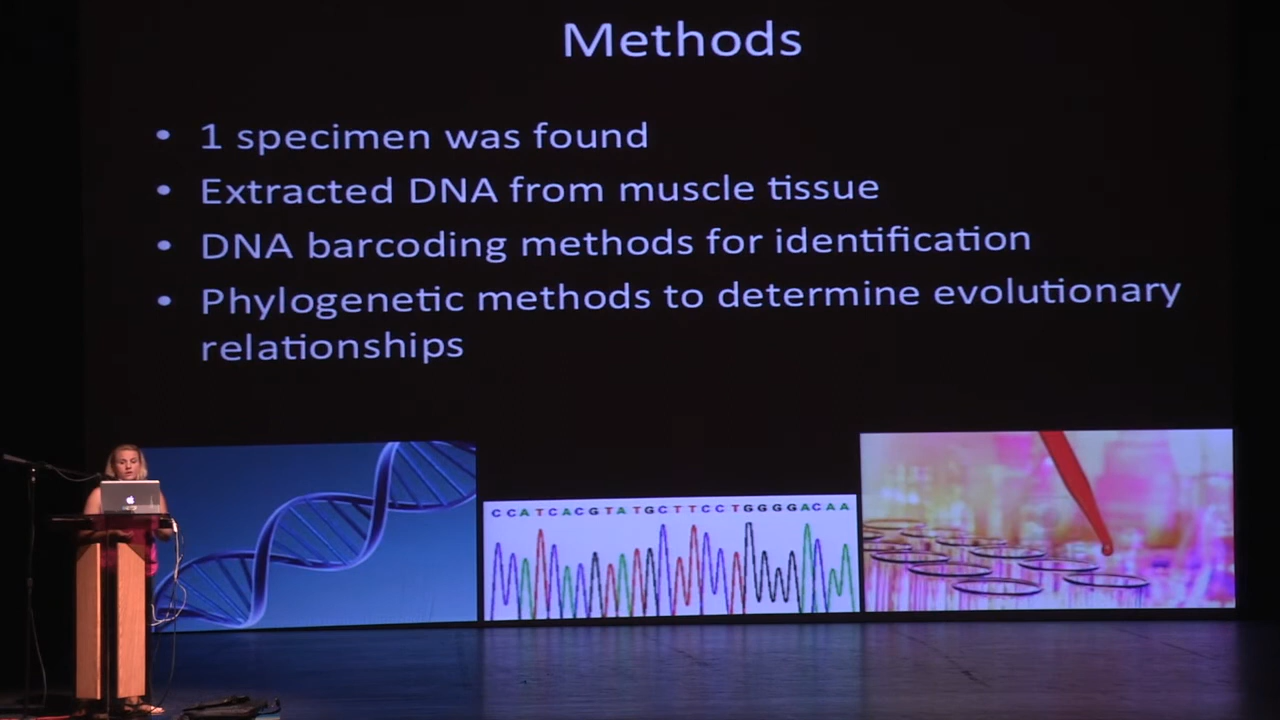 Methods
• 1 specimen was found
• Extracted DNA from muscle tissue
• DNA barcoding methods for identification
• Phylogenetic methods to determine evolutionary
relationships
C C A T C A C G T A T G C T T C C T G G G G A C A A